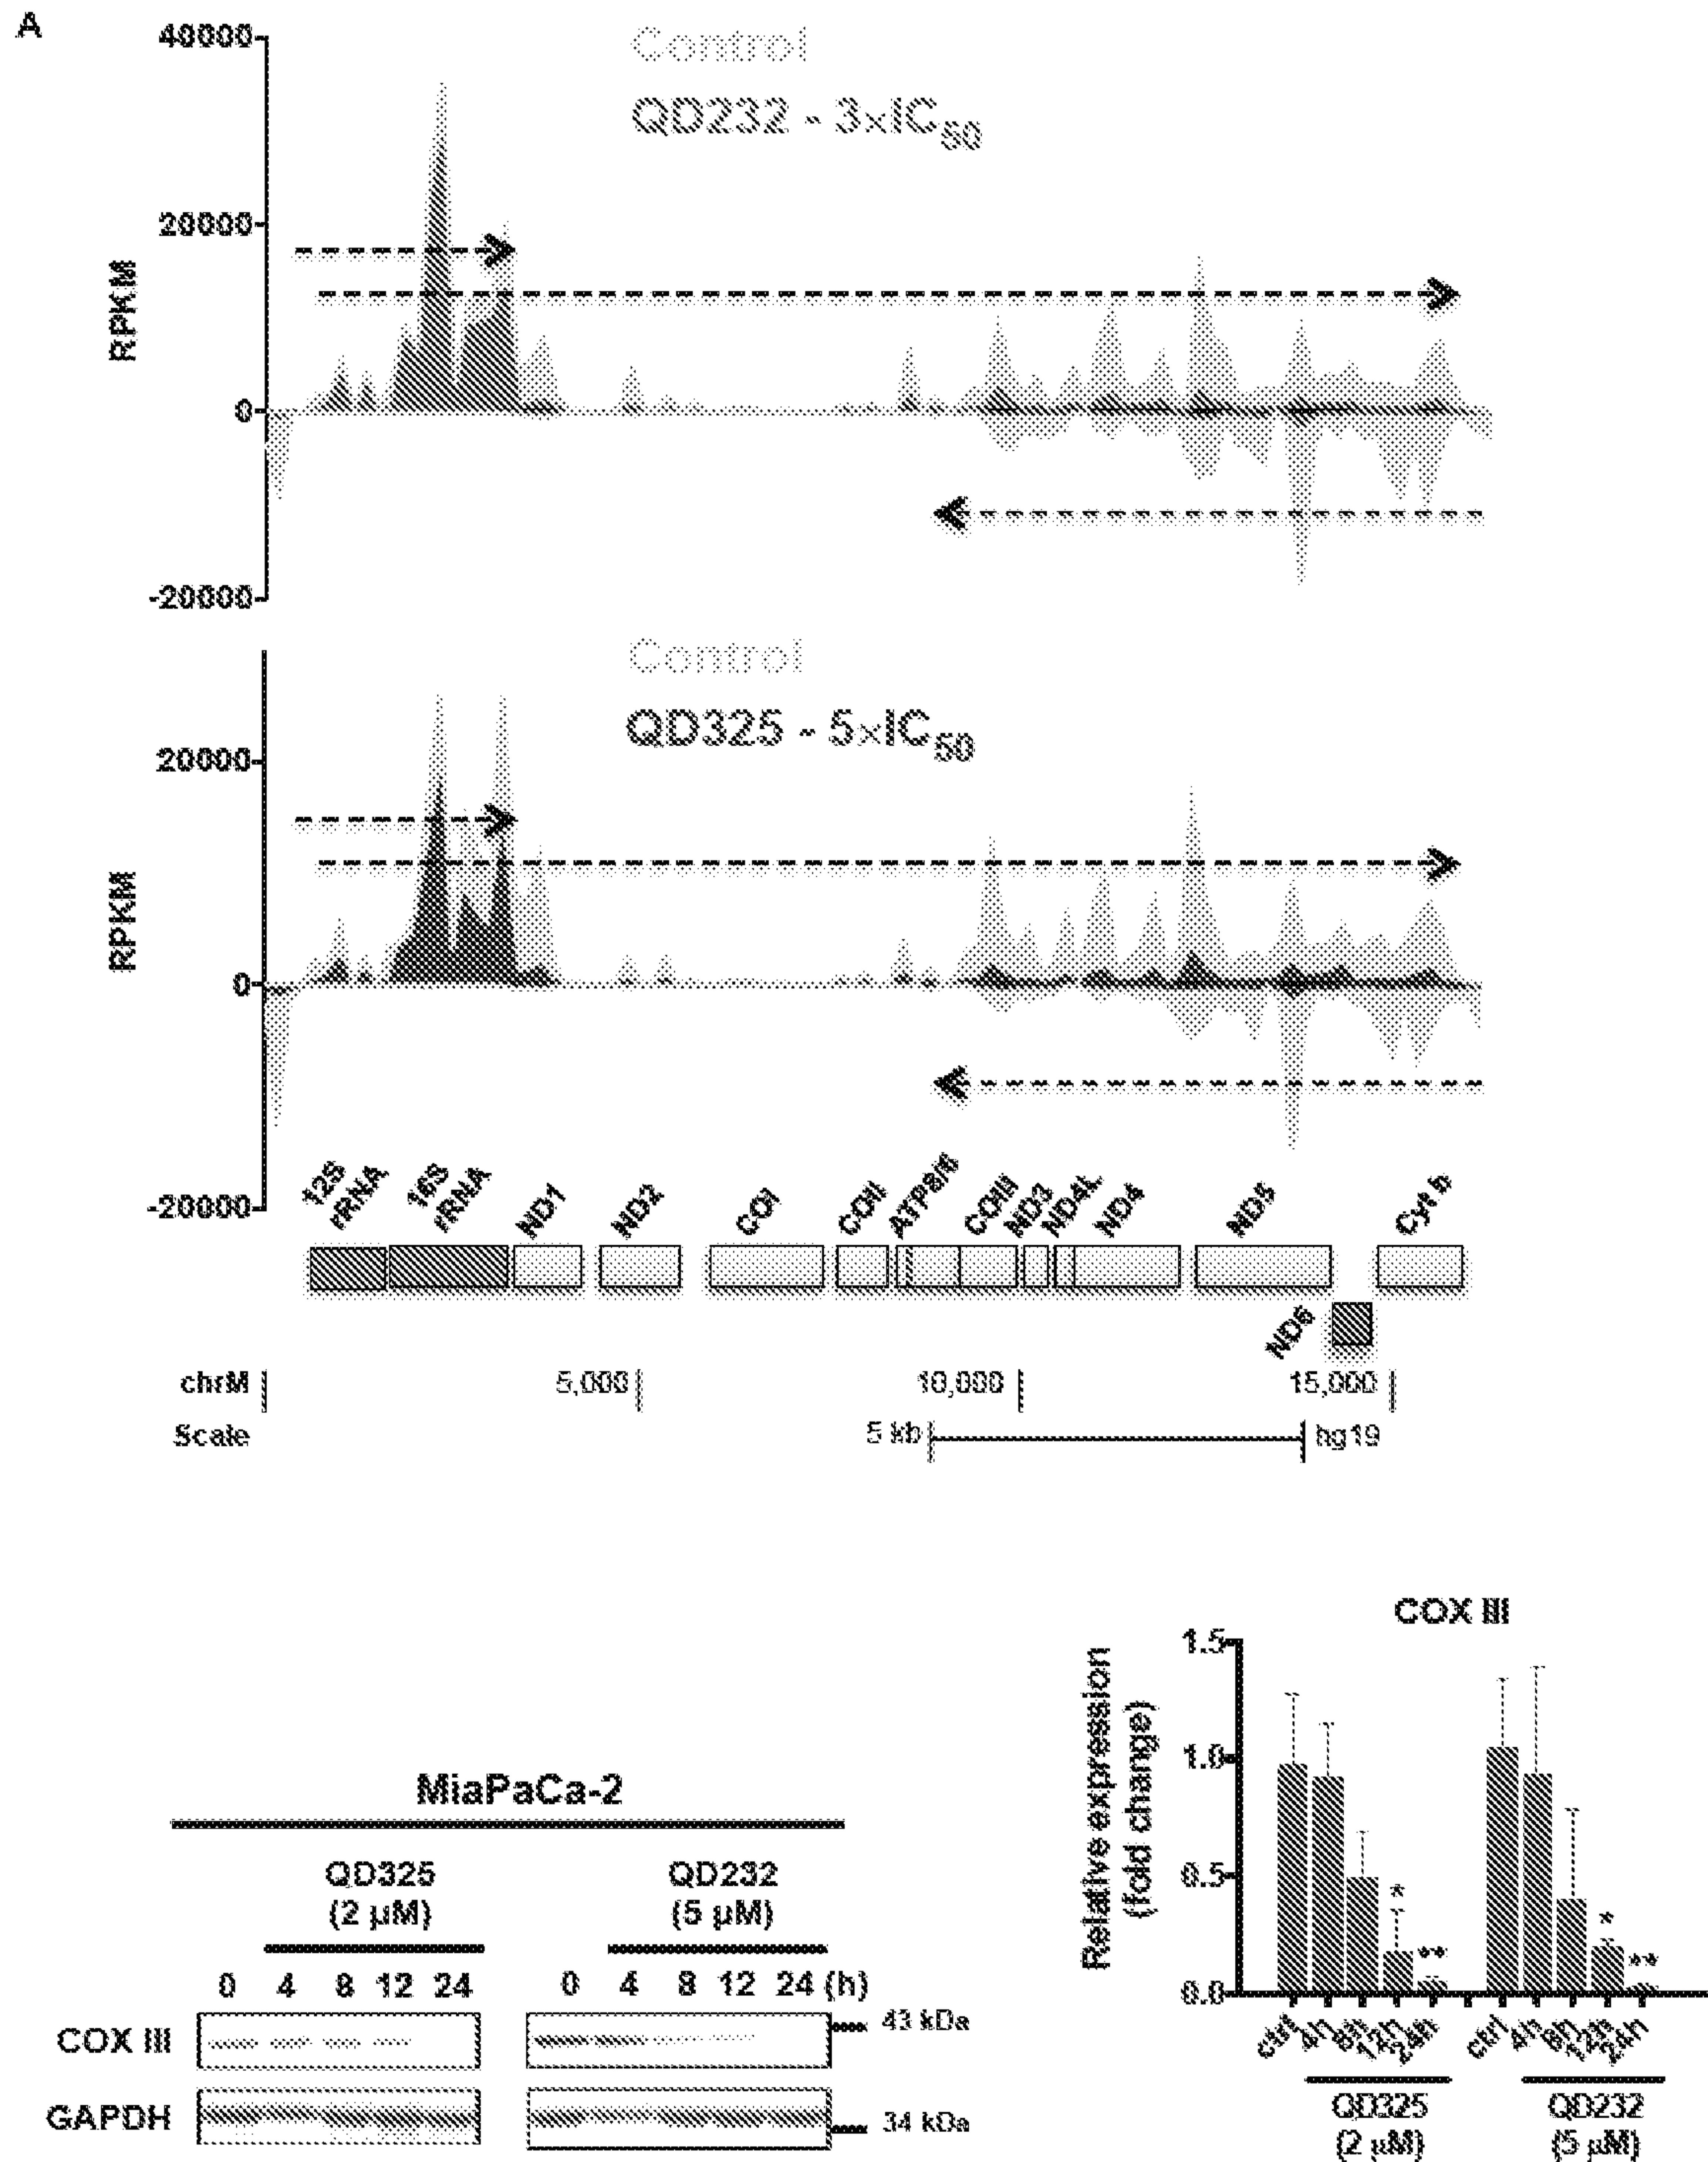 A
40000
Control
QD232 - 3×IC50
20000
RPKM
0
-20000
Control
QD325 - 5×IC50
20000
RPKM
0
-20000
12S rRNA
16S rRNA
ND1
ND2
COI
COII
ATP8/6
COIII
ND3
ND4L
ND4
ND5
Cyt b
ND6
chrM
5,000
10,000
15,000
Scale
5 kb
hg19
COX III
Relative expression
(fold change)
1.5
1.0
0.5
0.0
*
**
*
**
ctrl 4h 8h 12h 24h ctrl 4h 8h 12h 24h
QD325
(2 µM)
QD232
(5 µM)
MiaPaCa-2
QD325
(2 µM)
QD232
(5 µM)
0 4 8 12 24 0 4 8 12 24 (h)
COX III
43 kDa
GAPDH
34 kDa